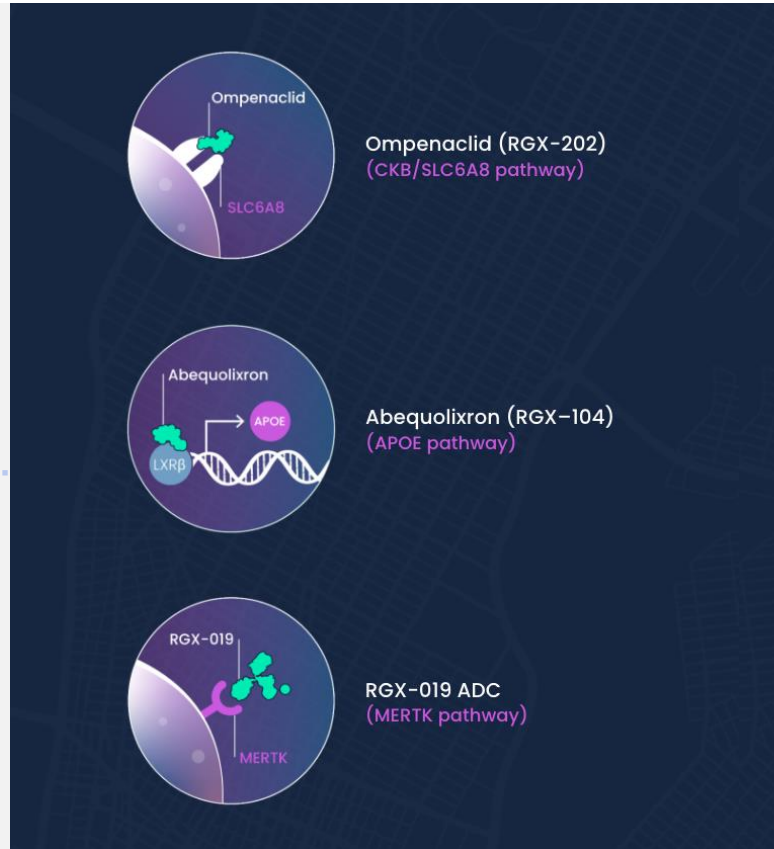 Ompenaclid
SLC6A8
Ompenaclid (RGX-202)
(CKB/SLC6A8 pathway)
Abequolixron
APOE
LXRβ
Abequolixron (RGX–104)
(APOE pathway)
RGX-019
MERTK
RGX-019 ADC
(MERTK pathway)